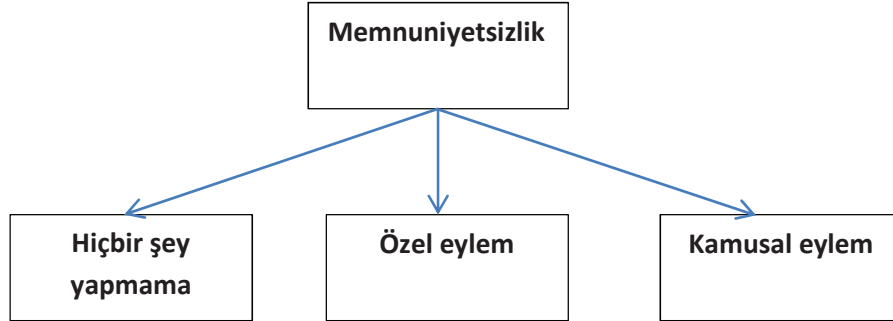 Memnuniyetsizlik
Hiçbir şey
yapmama
Özel eylem
Kamusal eylem